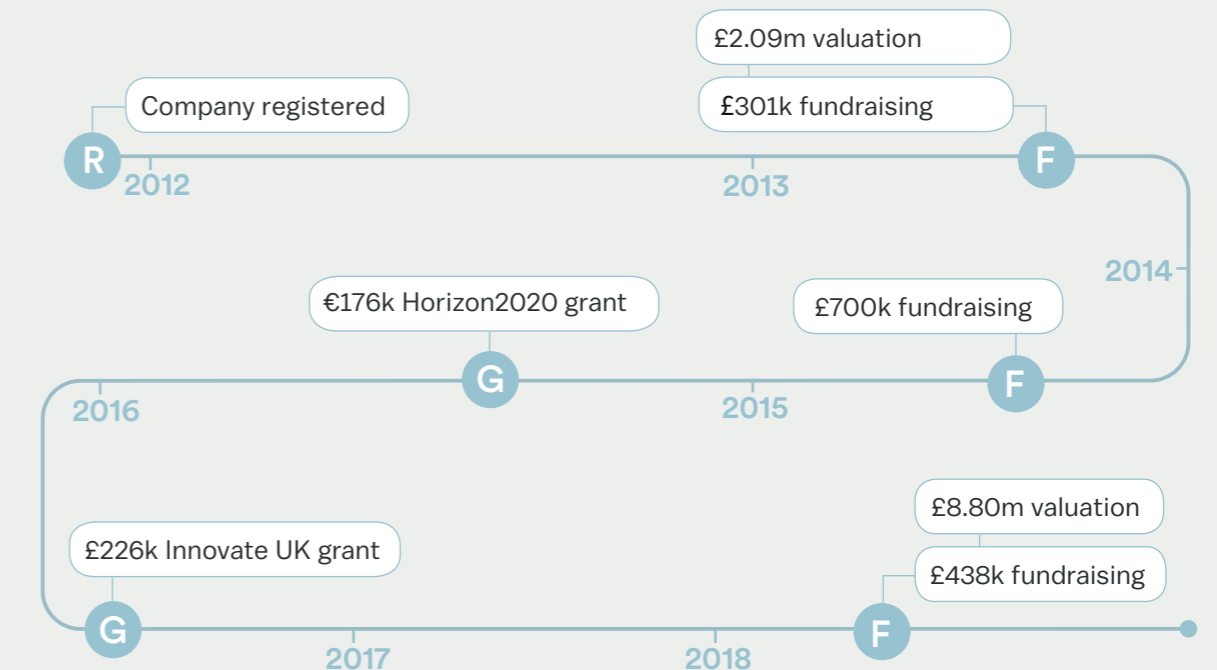 £2.09m valuation
Company registered
£301k fundraising
R
F
2012
2013
2014
€176k Horizon2020 grant
£700k fundraising
G
F
2016
2015
£8.80m valuation
£226k Innovate UK grant
£438k fundraising
G
F
2017
2018